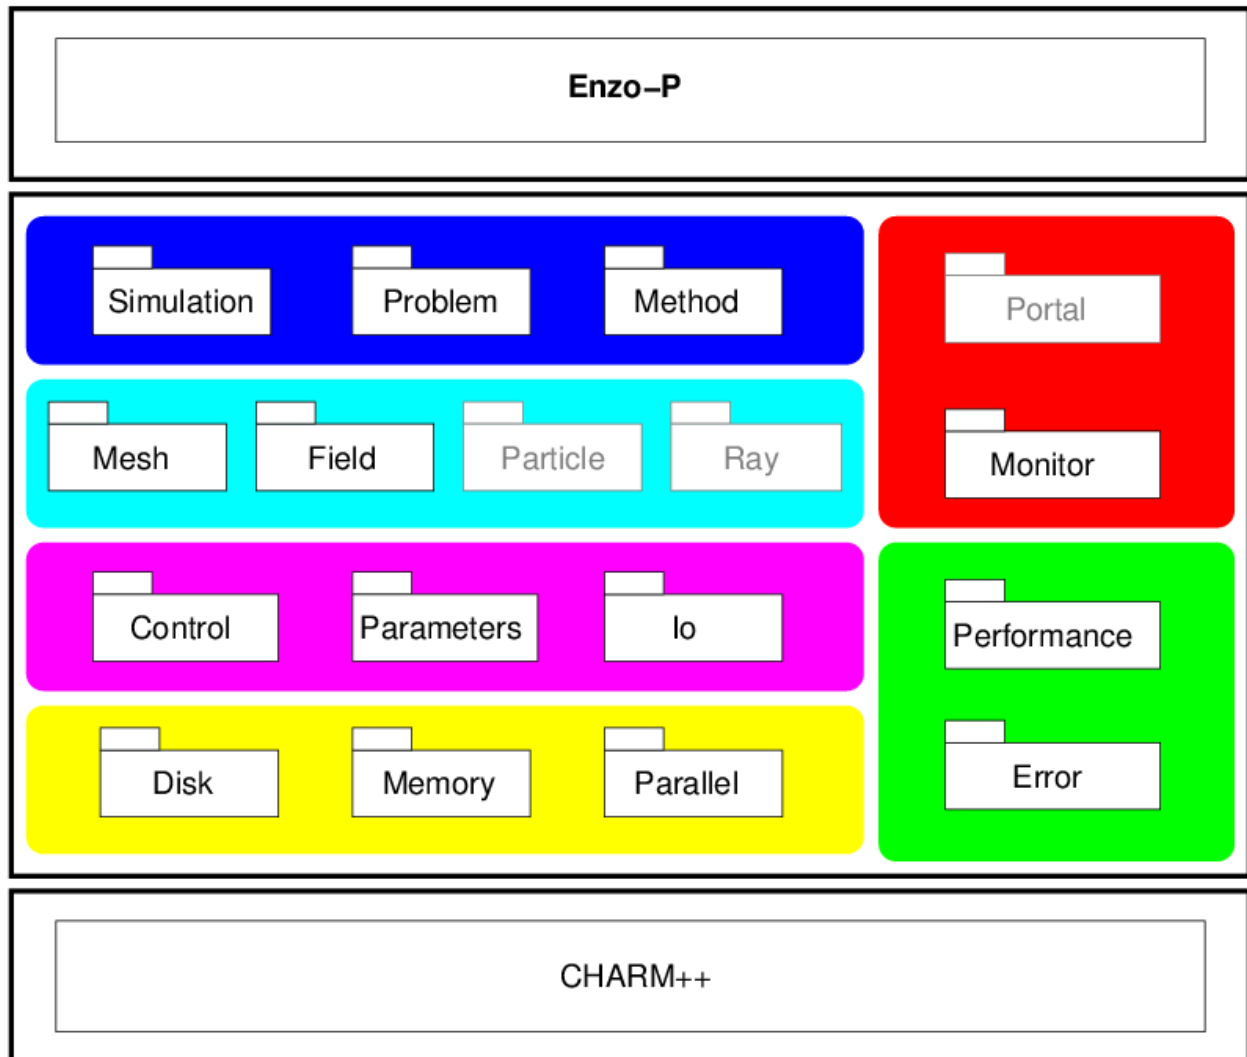 Enzo−P
Simulation
Problem
Method
Portal
Mesh
Field
Particle
Ray
Monitor
Control
Parameters
Io
Performance
Disk
Memory
Parallel
Error
CHARM++